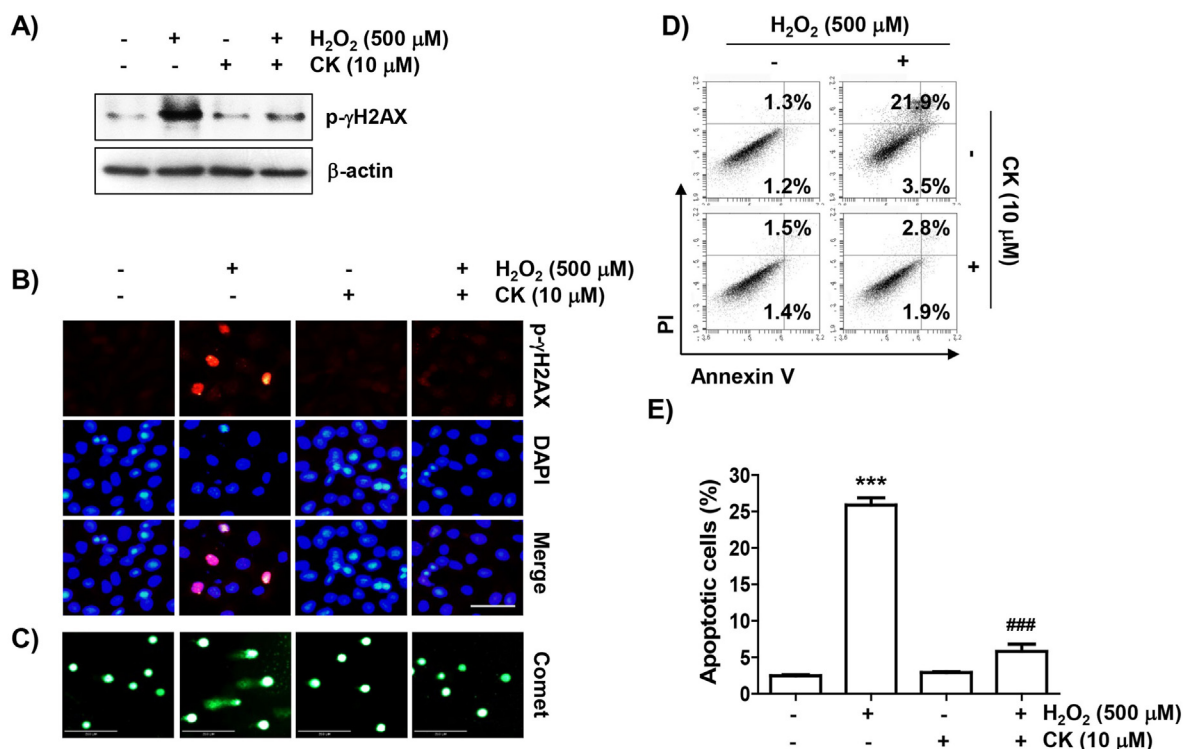 A)
- + - + H₂O₂ (500 μM)
- - + + CK (10 μM)
p-γH2AX
β-actin
B)
- + - + H₂O₂ (500 μM)
- - + + CK (10 μM)
p-γH2AX
DAPI
Merge
C)
Comet
D)
H₂O₂ (500 μM)
- +
1.3% 21.9%
1.2% 3.5%
-
1.5% 2.8%
1.4% 1.9%
+
CK (10 μM)
PI
Annexin V
E)
Apoptotic cells (%)
30
25
20
15
10
5
0
***
###
- + - + H₂O₂ (500 μM)
- - + + CK (10 μM)